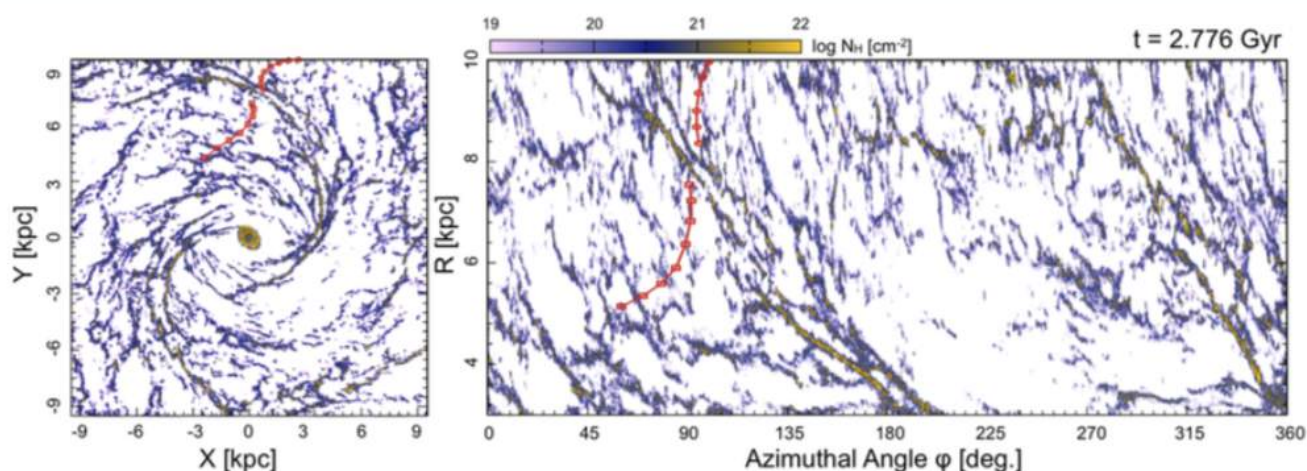 19 20 21 22
log Nʜ [cm⁻²]
t = 2.776 Gyr
9
6
3
0
-3
-6
-9
Y [kpc]
-9 -6 -3 0 3 6 9
X [kpc]
10
8
6
4
R [kpc]
0 45 90 135 180 225 270 315 360
Azimuthal Angle φ [deg.]